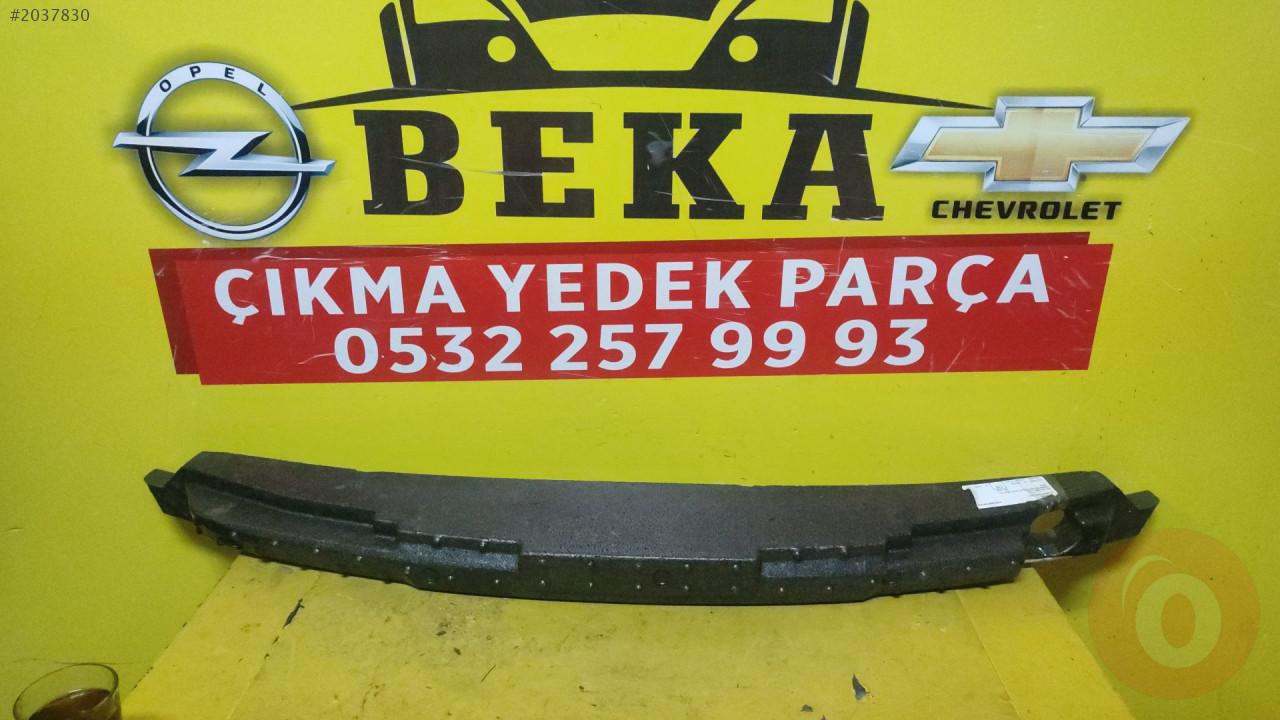 #2037830
OPEL
BEKA
CHEVROLET
ÇIKMA YEDEK PARÇA
0532 257 99 93